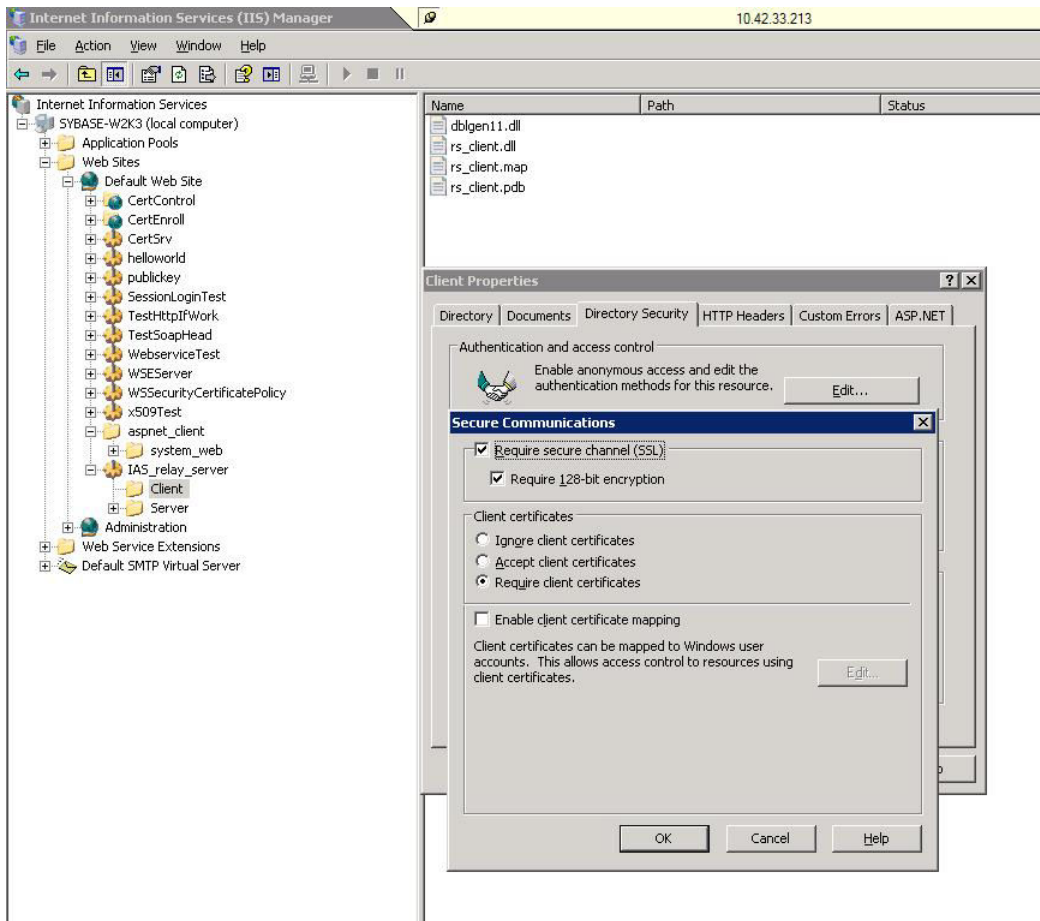 Internet Information Services (IIS) Manager
10.42.33.213
File Action View Window Help
Internet Information Services
SYBASE-W2K3 (local computer)
Application Pools
Web Sites
Default Web Site
CertControl
CertEnroll
CertSrv
helloworld
publickey
SessionLoginTest
TestHttpIfWork
TestSoapHead
WebserviceTest
WSEServer
WSSecurityCertificatePolicy
x509Test
aspnet_client
system_web
IAS_relay_server
Client
Server
Administration
Web Service Extensions
Default SMTP Virtual Server
Name Path Status
dblgen11.dll
rs_client.dll
rs_client.map
rs_client.pdb
Client Properties
Directory Documents Directory Security HTTP Headers Custom Errors ASP.NET
Authentication and access control
Enable anonymous access and edit the
authentication methods for this resource.
Edit...
Secure Communications
Require secure channel (SSL)
Require 128-bit encryption
Client certificates
Ignore client certificates
Accept client certificates
Require client certificates
Enable client certificate mapping
Client certificates can be mapped to Windows user
accounts. This allows access control to resources using
client certificates.
Edit...
OK Cancel Help